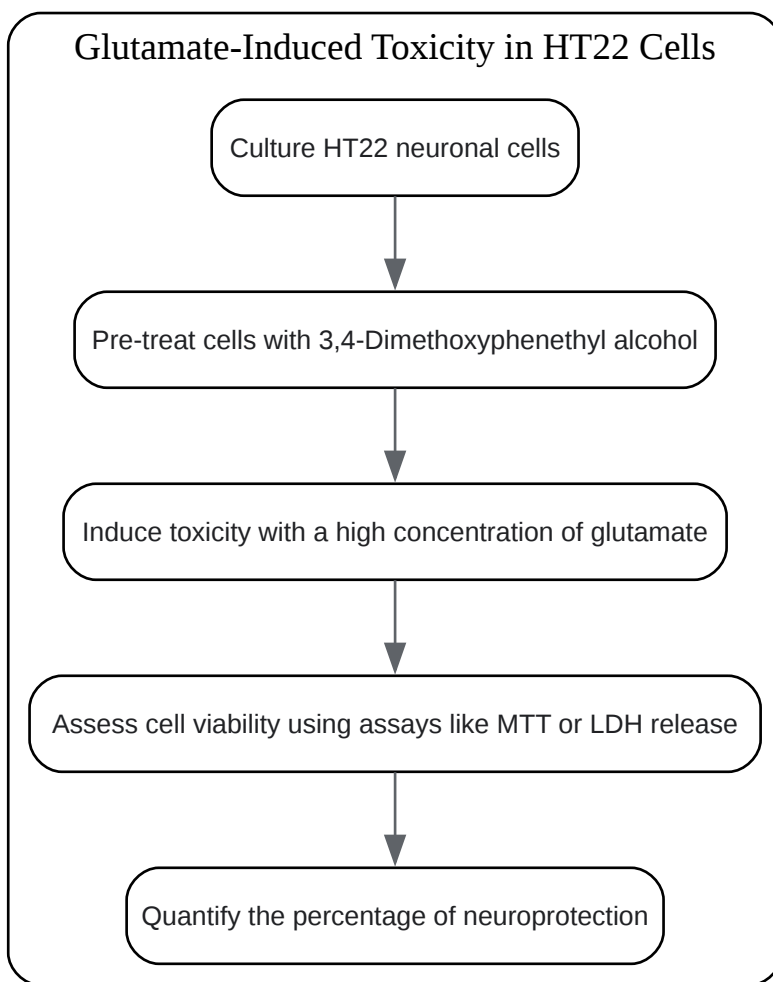 Glutamate-Induced Toxicity in HT22 Cells
Culture HT22 neuronal cells
Pre-treat cells with 3,4-Dimethoxyphenethyl alcohol
Induce toxicity with a high concentration of glutamate
Assess cell viability using assays like MTT or LDH release
Quantify the percentage of neuroprotection